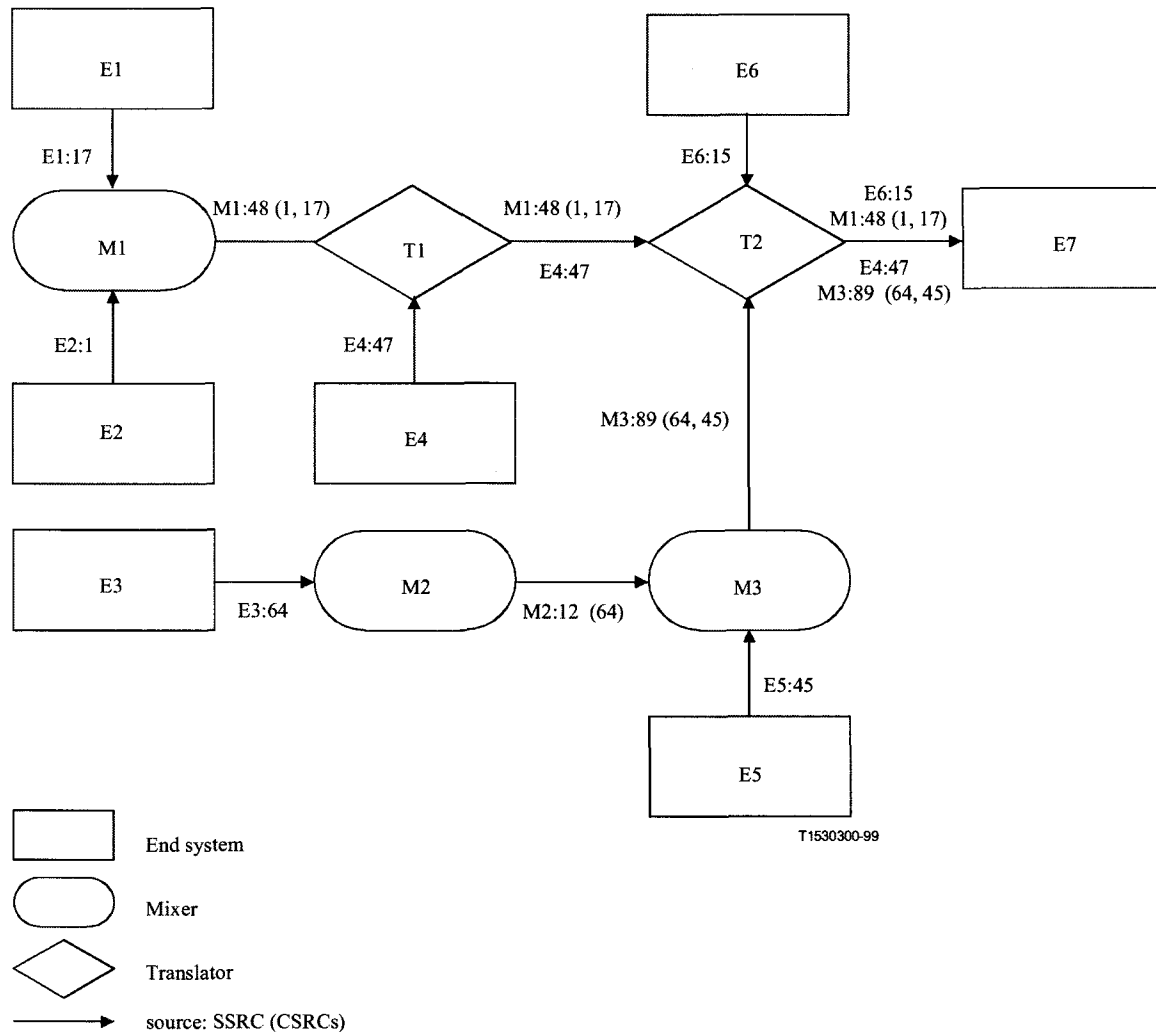 E1
E6
E1:17
E6:15
M1:48 (1, 17)
M1:48 (1, 17)
E6:15
M1:48 (1, 17)
M1
T1
T2
E7
E4:47
E4:47
M3:89 (64, 45)
E2:1
E4:47
E2
E4
M3:89 (64, 45)
E3
M2
M3
E3:64
M2:12 (64)
E5:45
E5
T1530300-99
End system
Mixer
Translator
source: SSRC (CSRCs)